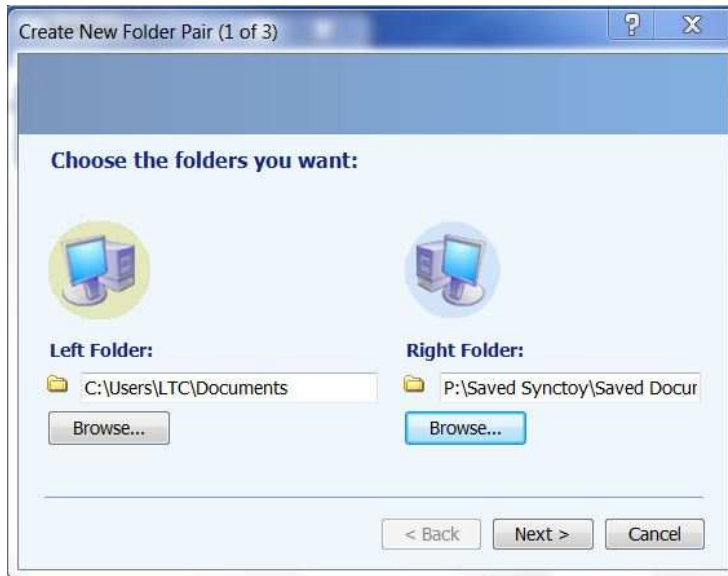 Create New Folder Pair (1 of 3)
Choose the folders you want:
Left Folder:
Right Folder:
C:\Users\LTC\Documents
P:\Saved Synctoy\Saved Docur
Browse...
Browse...
< Back
Next >
Cancel